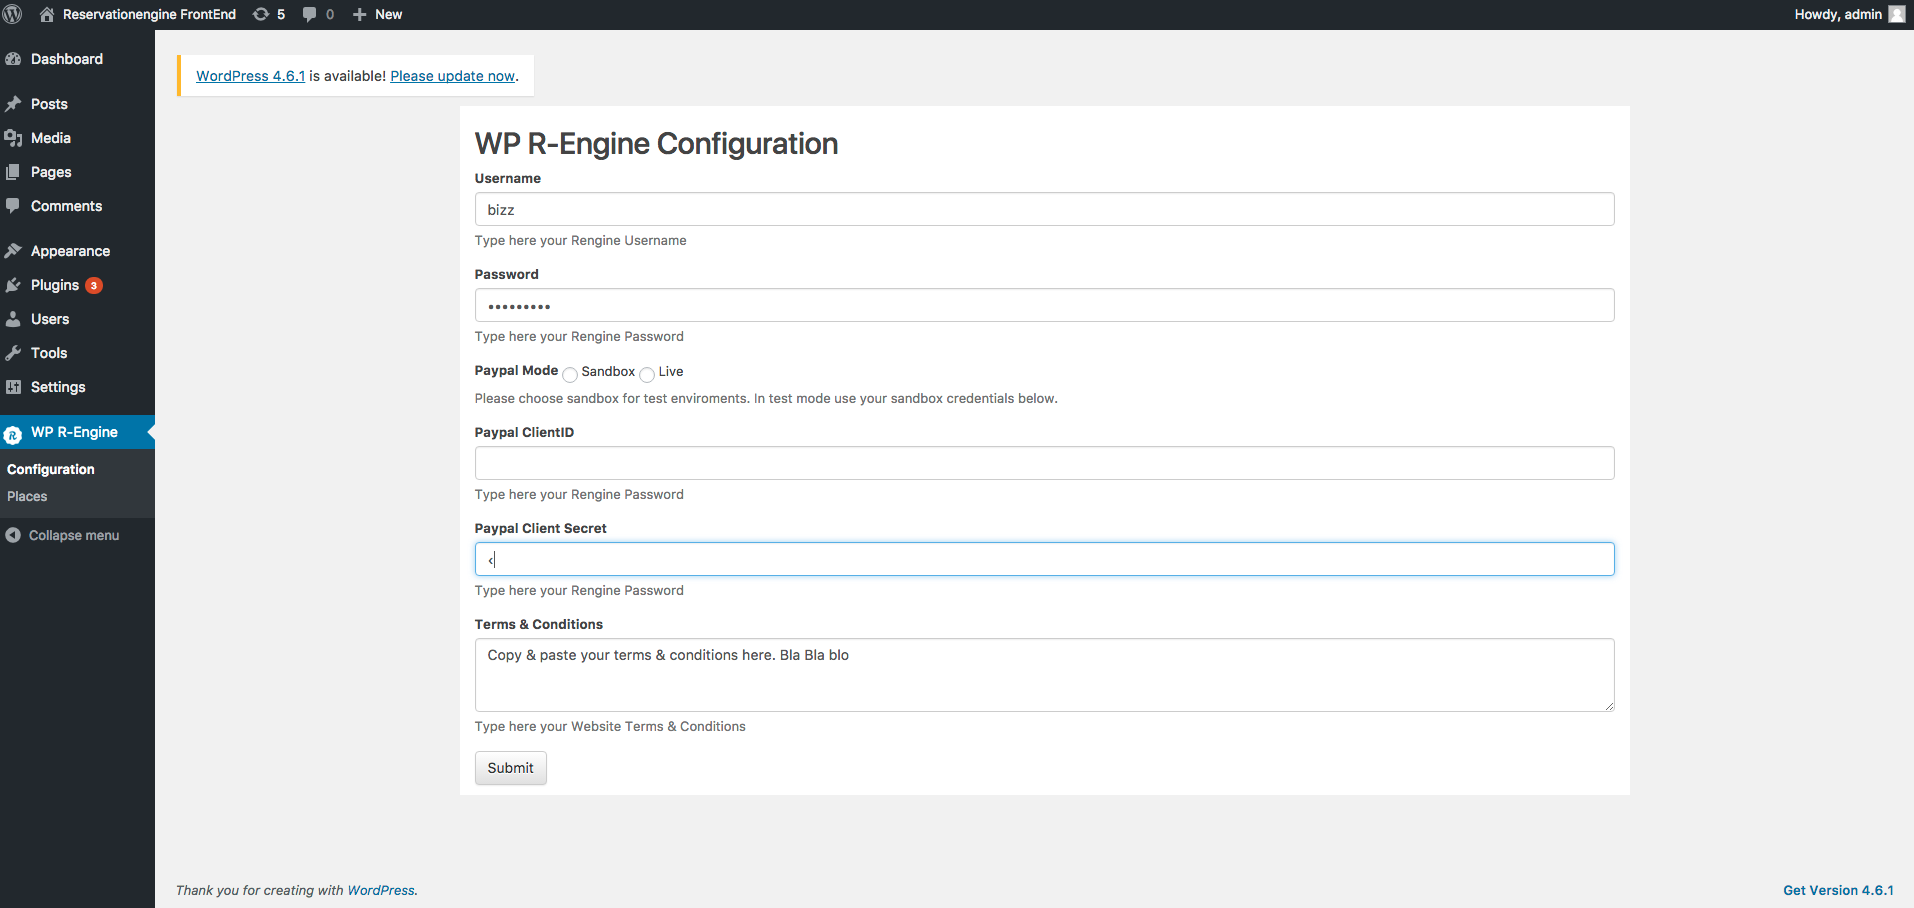 Reservationengine FrontEnd 5 0 New Howdy, admin
Dashboard
Posts
Media
Pages
Comments
Appearance
Plugins 3
Users
Tools
Settings
WP R-Engine
Configuration
Places
Collapse menu
WordPress 4.6.1 is available! Please update now.
WP R-Engine Configuration
Username
bizz
Type here your Rengine Username
Password
•••••••••
Type here your Rengine Password
Paypal Mode Sandbox Live
Please choose sandbox for test enviroments. In test mode use your sandbox credentials below.
Paypal ClientID
Type here your Rengine Password
Paypal Client Secret
‹
Type here your Rengine Password
Terms & Conditions
Copy & paste your terms & conditions here. Bla Bla blo
Type here your Website Terms & Conditions
Submit
Thank you for creating with WordPress.
Get Version 4.6.1